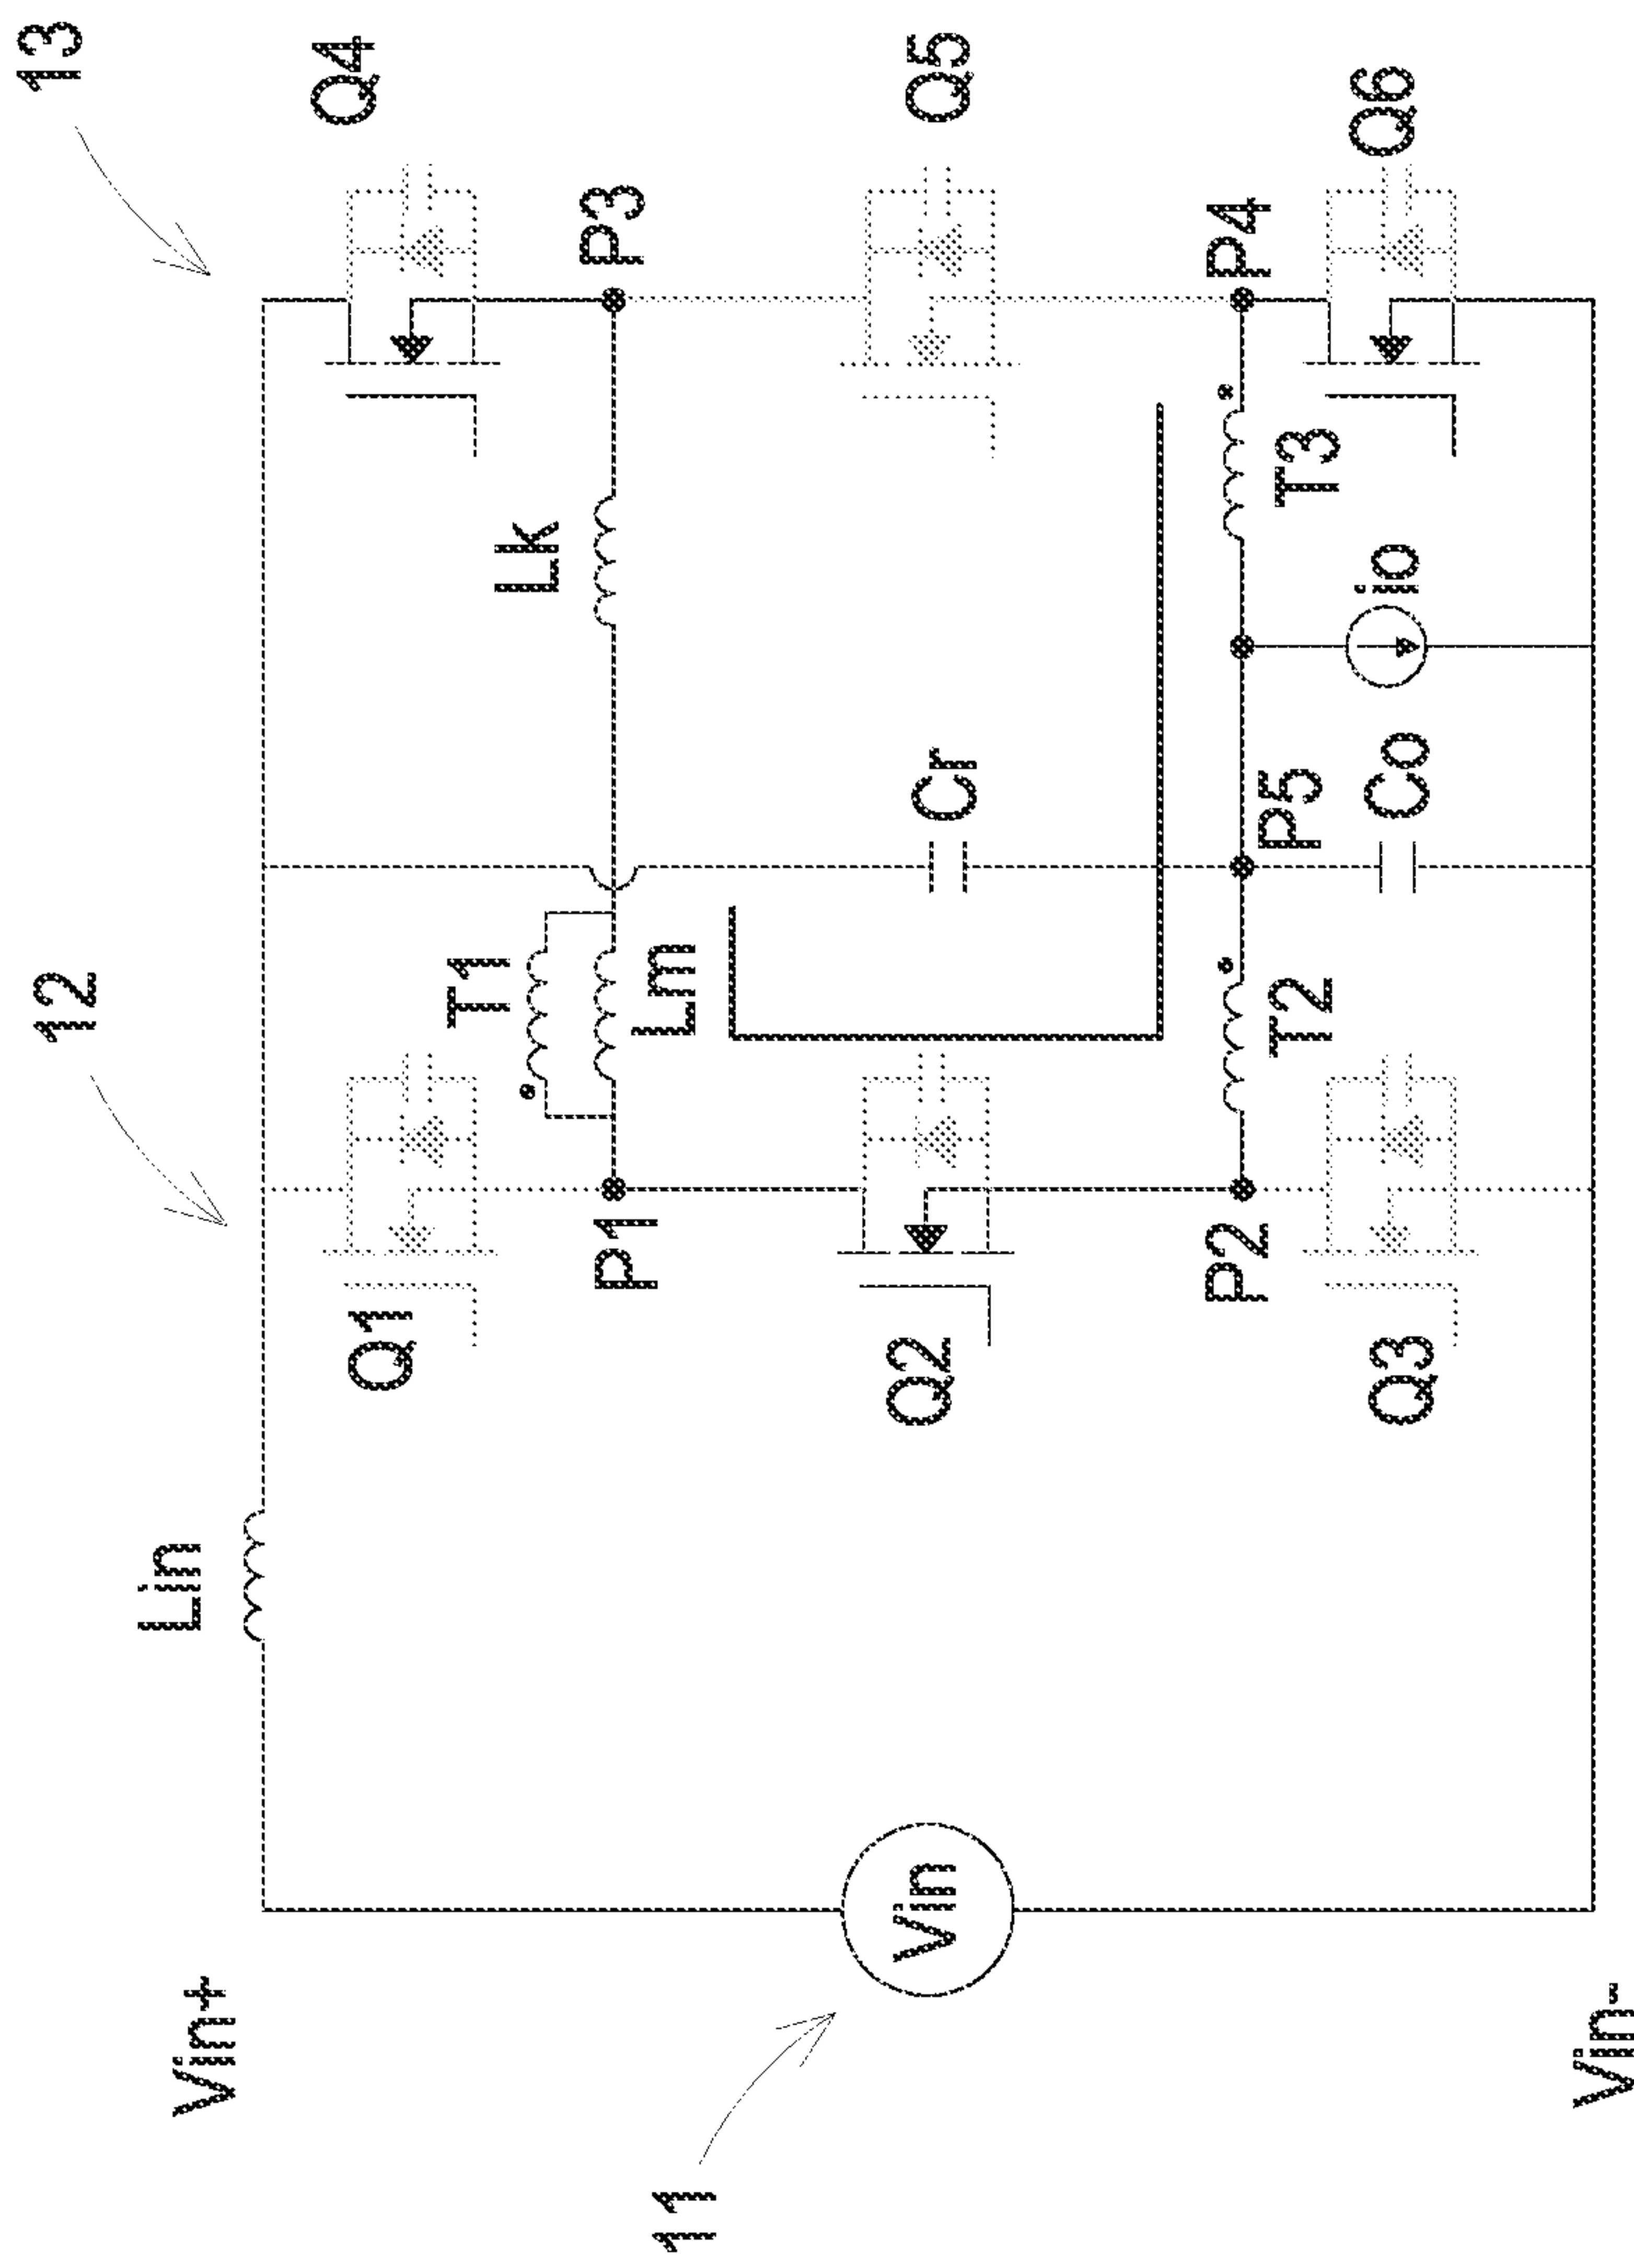 13
Q4
Q5
Q6
P3
P4
Lk
T3
io
Cr
P5
Co
12
T1
Lm
T2
P1
P2
Q1
Q2
Q3
Lin
Vin
Vin+
Vin-
11